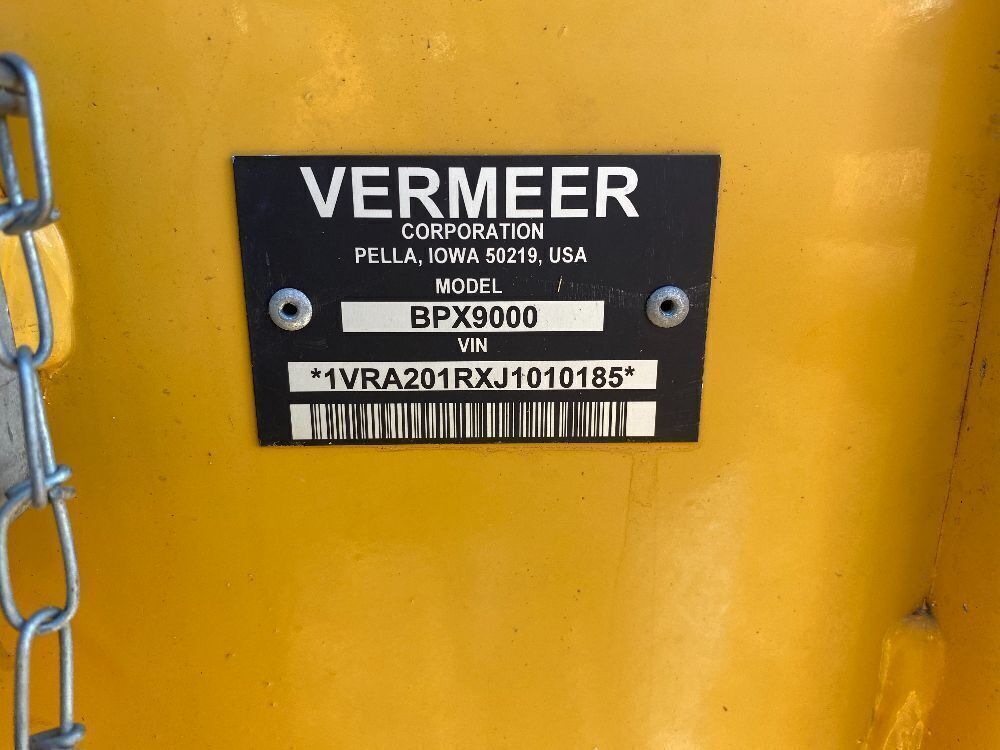 VERMEER
CORPORATION
PELLA, IOWA 50219, USA
MODEL
BPX9000
VIN
*1VRA201RXJ1010185*